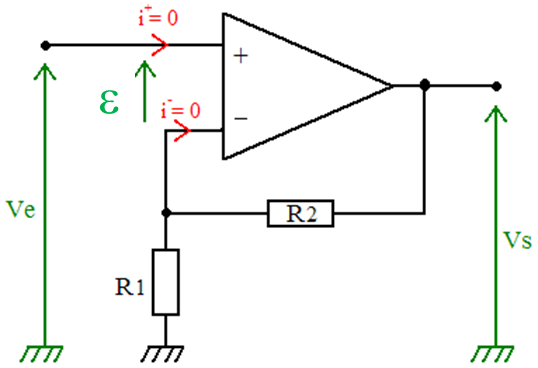 i⁺= 0
+
ε
i⁻= 0
−
Ve
R2
Vs
R1